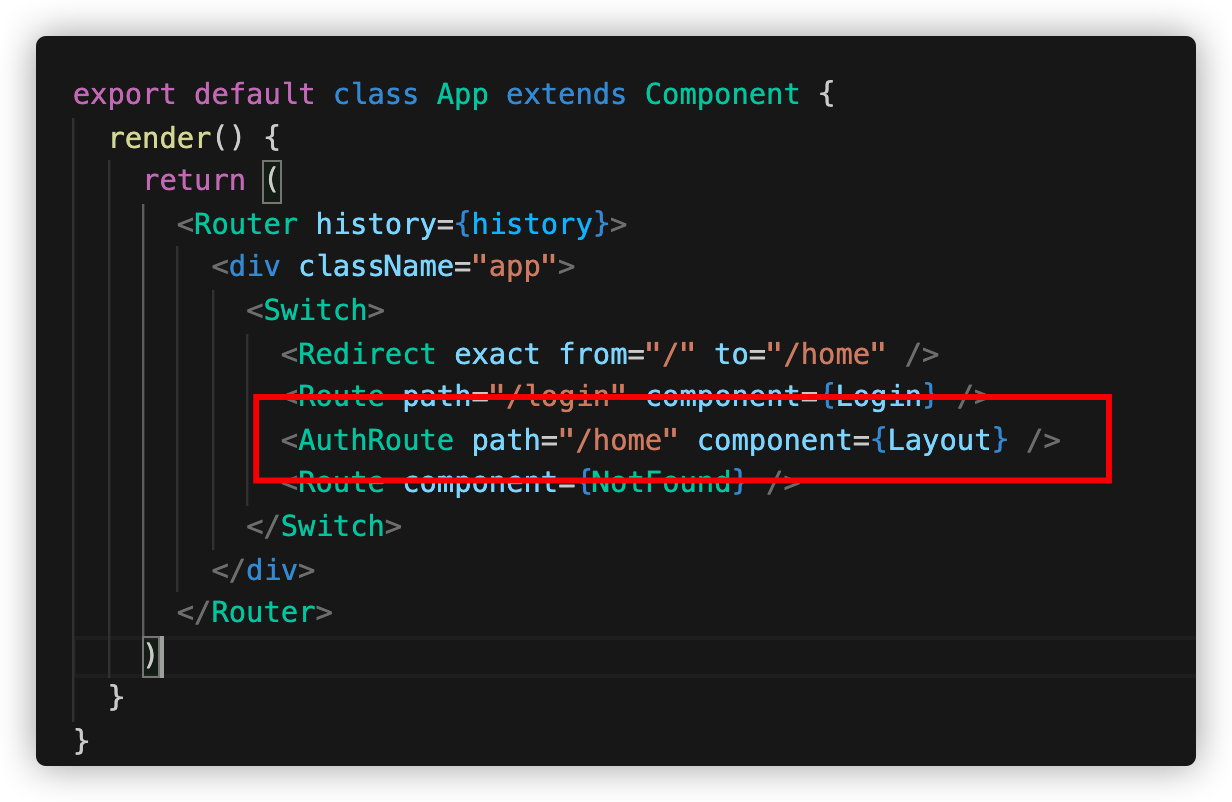 export default class App extends Component {
render() {
return (
<Router history={history}>
<div className="app">
<Switch>
<Redirect exact from="/" to="/home" />
<Route path="/login" component={Login} />
<AuthRoute path="/home" component={Layout} />
<Route component={NotFound} />
</Switch>
</div>
</Router>
)
}
}